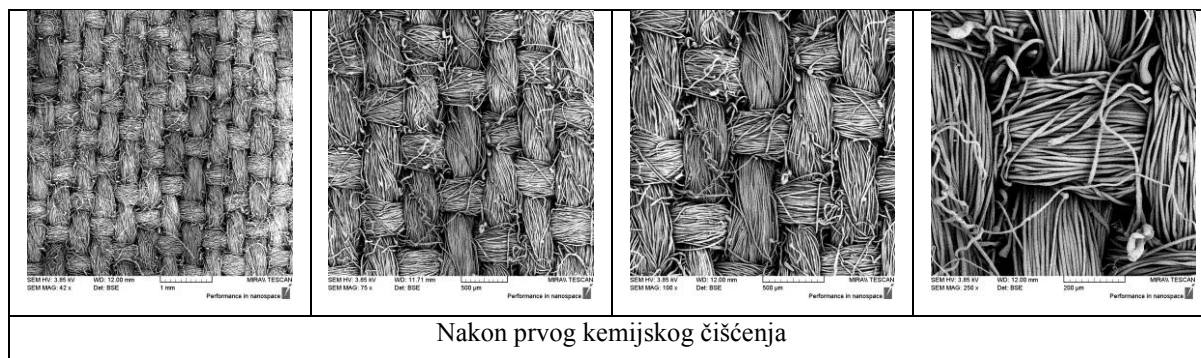 SEM HV: 3.85 kV WD: 12.00 mm MIRA\\ TESCAN
SEM MAG: 42 x Det: BSE 1 mm
Performance in nanospace
SEM HV: 3.85 kV WD: 11.71 mm MIRA\\ TESCAN
SEM MAG: 75 x Det: BSE 500 µm
Performance in nanospace
SEM HV: 3.85 kV WD: 12.00 mm MIRA\\ TESCAN
SEM MAG: 100 x Det: BSE 500 µm
Performance in nanospace
SEM HV: 3.85 kV WD: 12.00 mm MIRA\\ TESCAN
SEM MAG: 250 x Det: BSE 200 µm
Performance in nanospace
Nakon prvog kemijskog čišćenja